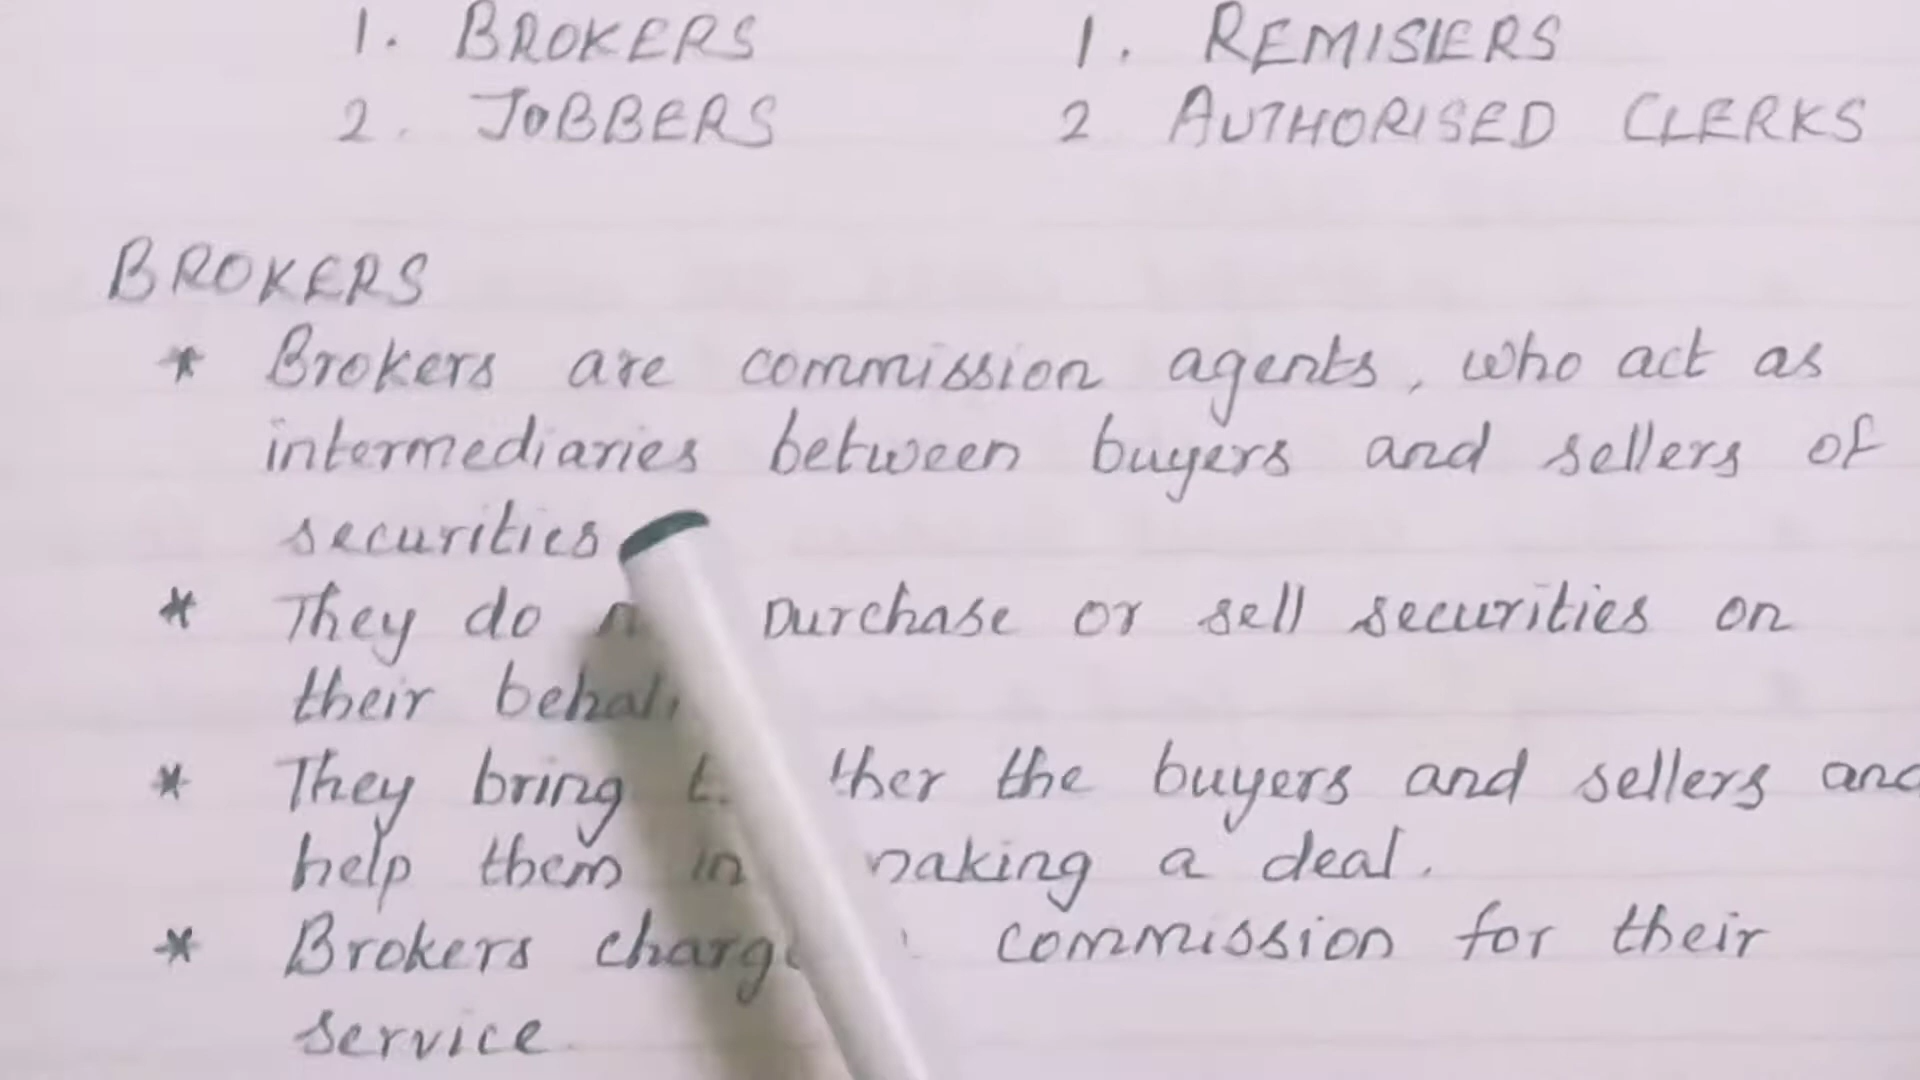 1. BROKERS 1. REMISIERS
2. JOBBERS 2 AUTHORISED CLERKS
BROKERS
* Brokers are commission agents, who act as
intermediaries between buyers and sellers of
securities
* They do purchase or sell securities on
their
* They bring the buyers and sellers
help them in a deal.
* Brokers commission for their
service